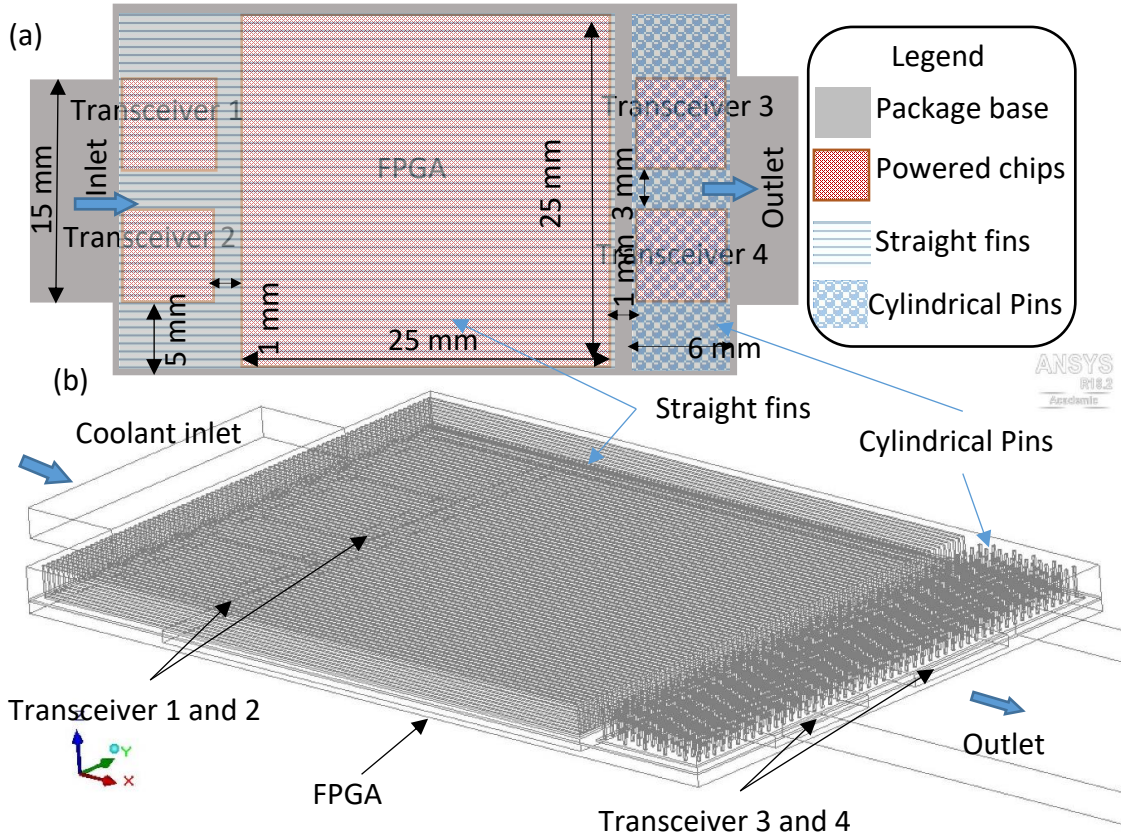 (a)
Legend
Package base
Powered chips
Straight fins
Cylindrical Pins
Transceiver 1
Transceiver 2
Transceiver 3
Transceiver 4
FPGA
Inlet
Outlet
15 mm
5 mm
1 mm
25 mm
25 mm
3 mm
1 mm
6 mm
ANSYS
R18.2
Academic
(b)
Straight fins
Cylindrical Pins
Coolant inlet
Transceiver 1 and 2
FPGA
Transceiver 3 and 4
Outlet
Z
Y
X